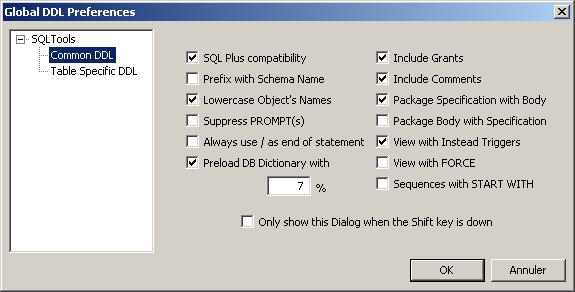 Global DDL Preferences
SQLTools
Common DDL
Table Specific DDL
SQL Plus compatibility
Prefix with Schema Name
Lowercase Object's Names
Suppress PROMPT(s)
Always use / as end of statement
Preload DB Dictionary with
7 %
Include Grants
Include Comments
Package Specification with Body
Package Body with Specification
View with Instead Triggers
View with FORCE
Sequences with START WITH
Only show this Dialog when the Shift key is down
OK
Annuler